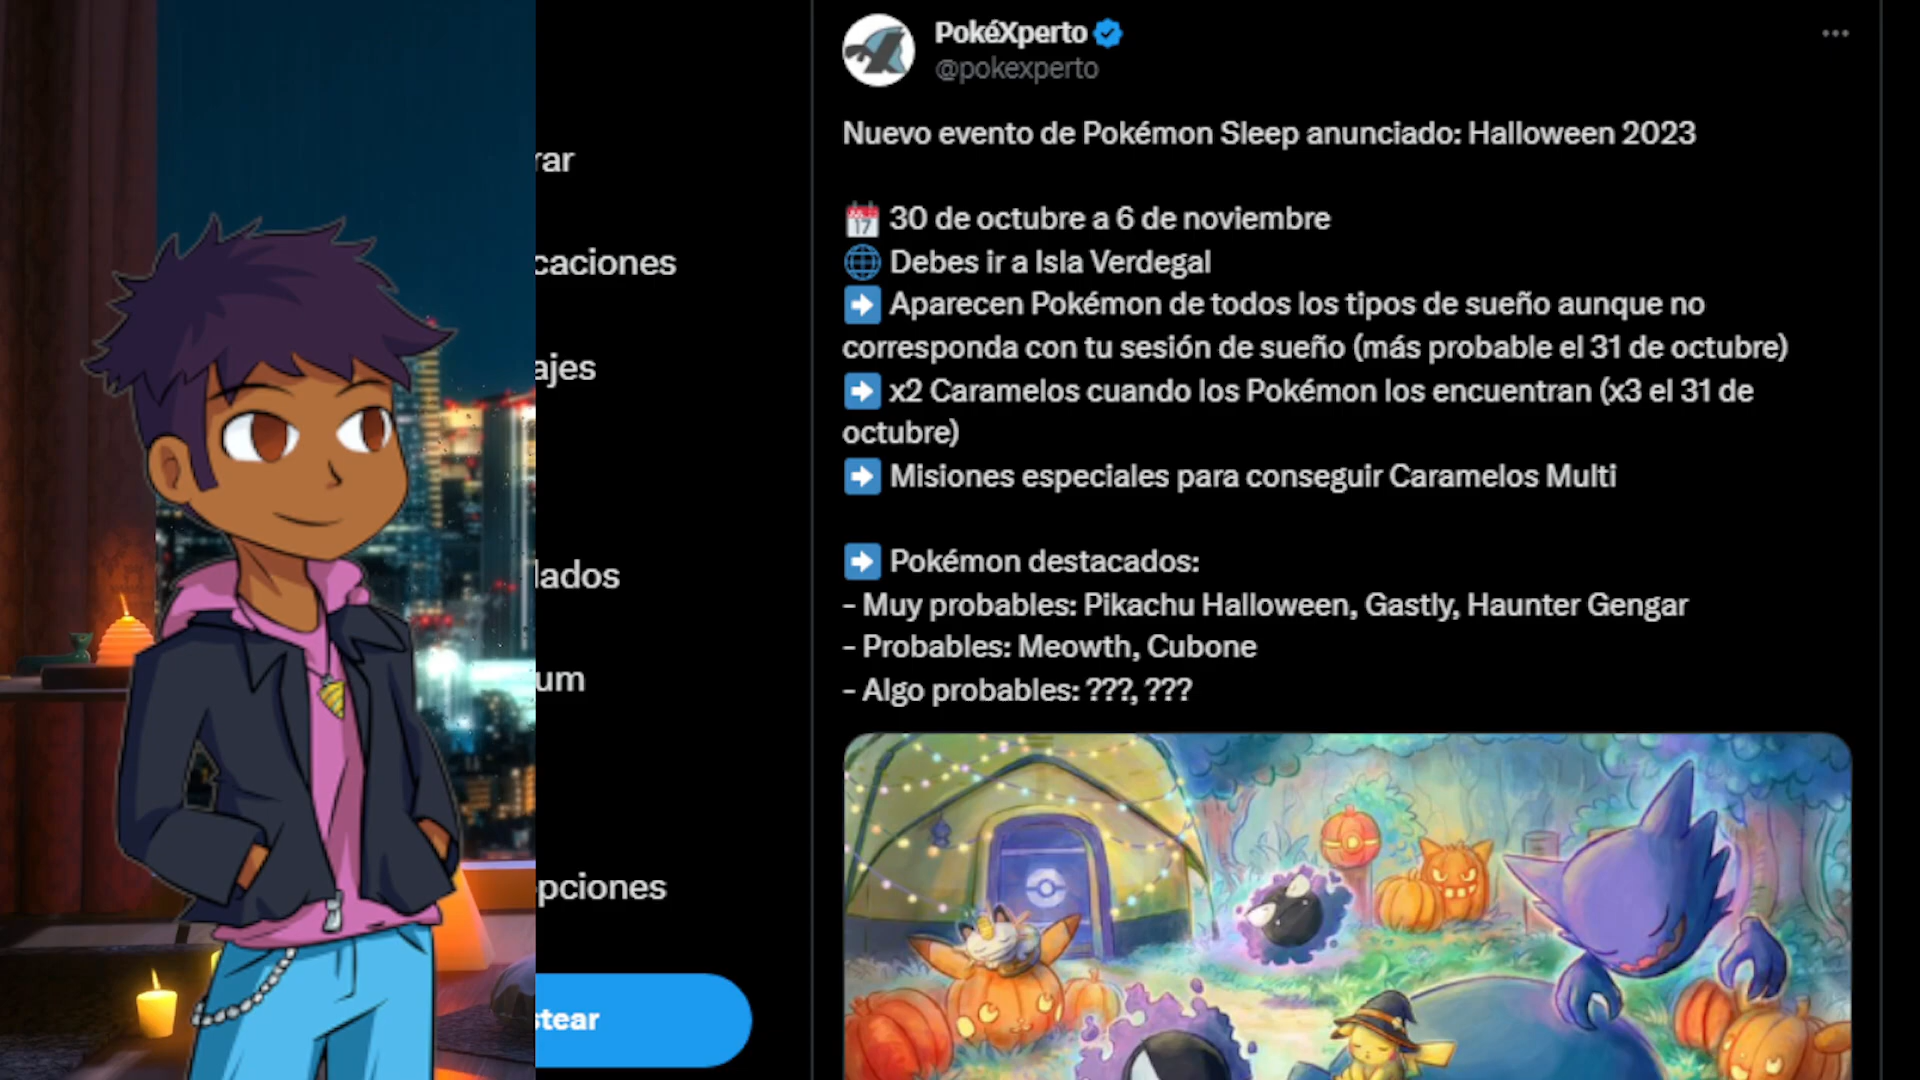 PokéXperto
@pokexperto
Nuevo evento de Pokémon Sleep anunciado: Halloween 2023
30 de octubre a 6 de noviembre
Debes ir a Isla Verdegal
Aparecen Pokémon de todos los tipos de sueño aunque no
corresponda con tu sesión de sueño (más probable el 31 de octubre)
x2 Caramelos cuando los Pokémon los encuentran (x3 el 31 de
octubre)
Misiones especiales para conseguir Caramelos Multi
Pokémon destacados:
- Muy probables: Pikachu Halloween, Gastly, Haunter Gengar
- Probables: Meowth, Cubone
- Algo probables: ???, ???
rar
caciones
ajes
lados
um
pciones
stear